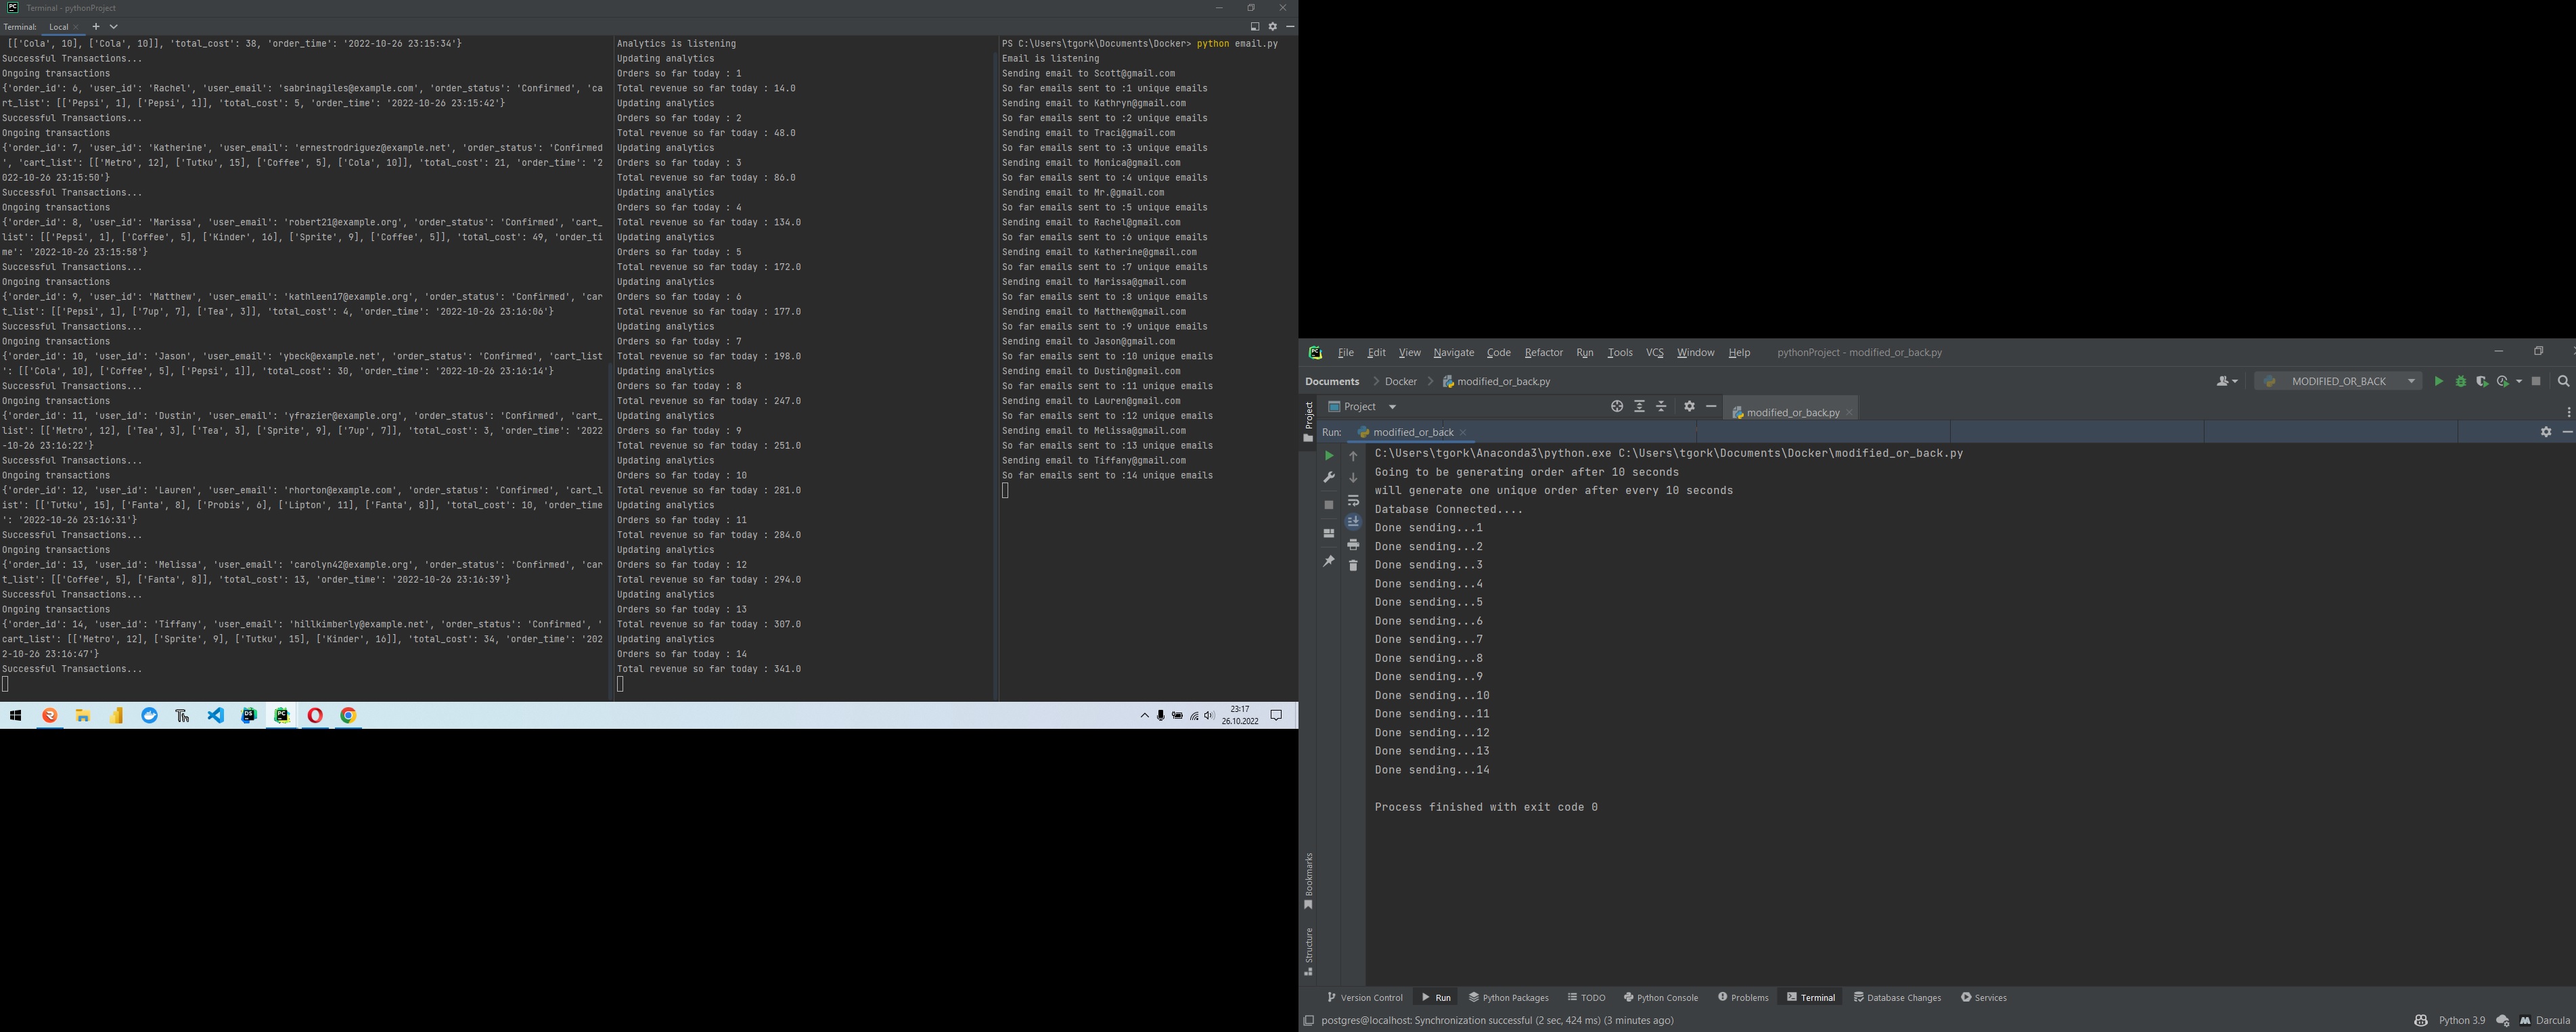 Terminal - pythonProject
Terminal: Local
[['Cola', 10], ['Cola', 10]], 'total_cost': 38, 'order_time': '2022-10-26 23:15:34'}
Successful Transactions...
Ongoing transactions
{'order_id': 6, 'user_id': 'Rachel', 'user_email': 'sabrinagiles@example.com', 'order_status': 'Confirmed', 'ca
rt_list': [['Pepsi', 1], ['Pepsi', 1]], 'total_cost': 5, 'order_time': '2022-10-26 23:15:42'}
Successful Transactions...
Ongoing transactions
{'order_id': 7, 'user_id': 'Katherine', 'user_email': 'ernestrodriguez@example.net', 'order_status': 'Confirmed
', 'cart_list': [['Metro', 12], ['Tutku', 15], ['Coffee', 5], ['Cola', 10]], 'total_cost': 21, 'order_time': '2
022-10-26 23:15:50'}
Successful Transactions...
Ongoing transactions
{'order_id': 8, 'user_id': 'Marissa', 'user_email': 'robert21@example.org', 'order_status': 'Confirmed', 'cart_
list': [['Pepsi', 1], ['Coffee', 5], ['Kinder', 16], ['Sprite', 9], ['Coffee', 5]], 'total_cost': 49, 'order_ti
me': '2022-10-26 23:15:58'}
Successful Transactions...
Ongoing transactions
{'order_id': 9, 'user_id': 'Matthew', 'user_email': 'kathleen17@example.org', 'order_status': 'Confirmed', 'car
t_list': [['Pepsi', 1], ['7up', 7], ['Tea', 3]], 'total_cost': 4, 'order_time': '2022-10-26 23:16:06'}
Successful Transactions...
Ongoing transactions
{'order_id': 10, 'user_id': 'Jason', 'user_email': 'ybeck@example.net', 'order_status': 'Confirmed', 'cart_list
': [['Cola', 10], ['Coffee', 5], ['Pepsi', 1]], 'total_cost': 30, 'order_time': '2022-10-26 23:16:14'}
Successful Transactions...
Ongoing transactions
{'order_id': 11, 'user_id': 'Dustin', 'user_email': 'yfrazier@example.org', 'order_status': 'Confirmed', 'cart_
list': [['Metro', 12], ['Tea', 3], ['Tea', 3], ['Sprite', 9], ['7up', 7]], 'total_cost': 3, 'order_time': '2022
-10-26 23:16:22'}
Successful Transactions...
Ongoing transactions
{'order_id': 12, 'user_id': 'Lauren', 'user_email': 'rhorton@example.com', 'order_status': 'Confirmed', 'cart_l
ist': [['Tutku', 15], ['Fanta', 8], ['Probis', 6], ['Lipton', 11], ['Fanta', 8]], 'total_cost': 10, 'order_time
': '2022-10-26 23:16:31'}
Successful Transactions...
Ongoing transactions
{'order_id': 13, 'user_id': 'Melissa', 'user_email': 'carolyn42@example.org', 'order_status': 'Confirmed', 'car
t_list': [['Coffee', 5], ['Fanta', 8]], 'total_cost': 13, 'order_time': '2022-10-26 23:16:39'}
Successful Transactions...
Ongoing transactions
{'order_id': 14, 'user_id': 'Tiffany', 'user_email': 'hillkimberly@example.net', 'order_status': 'Confirmed', '
cart_list': [['Metro', 12], ['Sprite', 9], ['Tutku', 15], ['Kinder', 16]], 'total_cost': 34, 'order_time': '202
2-10-26 23:16:47'}
Successful Transactions...
Analytics is listening
Updating analytics
Orders so far today : 1
Total revenue so far today : 14.0
Updating analytics
Orders so far today : 2
Total revenue so far today : 48.0
Updating analytics
Orders so far today : 3
Total revenue so far today : 86.0
Updating analytics
Orders so far today : 4
Total revenue so far today : 134.0
Updating analytics
Orders so far today : 5
Total revenue so far today : 172.0
Updating analytics
Orders so far today : 6
Total revenue so far today : 177.0
Updating analytics
Orders so far today : 7
Total revenue so far today : 198.0
Updating analytics
Orders so far today : 8
Total revenue so far today : 247.0
Updating analytics
Orders so far today : 9
Total revenue so far today : 251.0
Updating analytics
Orders so far today : 10
Total revenue so far today : 281.0
Updating analytics
Orders so far today : 11
Total revenue so far today : 284.0
Updating analytics
Orders so far today : 12
Total revenue so far today : 294.0
Updating analytics
Orders so far today : 13
Total revenue so far today : 307.0
Updating analytics
Orders so far today : 14
Total revenue so far today : 341.0
PS C:\Users\tgork\Documents\Docker> python email.py
Email is listening
Sending email to Scott@gmail.com
So far emails sent to :1 unique emails
Sending email to Kathryn@gmail.com
So far emails sent to :2 unique emails
Sending email to Traci@gmail.com
So far emails sent to :3 unique emails
Sending email to Monica@gmail.com
So far emails sent to :4 unique emails
Sending email to Mr.@gmail.com
So far emails sent to :5 unique emails
Sending email to Rachel@gmail.com
So far emails sent to :6 unique emails
Sending email to Katherine@gmail.com
So far emails sent to :7 unique emails
Sending email to Marissa@gmail.com
So far emails sent to :8 unique emails
Sending email to Matthew@gmail.com
So far emails sent to :9 unique emails
Sending email to Jason@gmail.com
So far emails sent to :10 unique emails
Sending email to Dustin@gmail.com
So far emails sent to :11 unique emails
Sending email to Lauren@gmail.com
So far emails sent to :12 unique emails
Sending email to Melissa@gmail.com
So far emails sent to :13 unique emails
Sending email to Tiffany@gmail.com
So far emails sent to :14 unique emails
23:17
26.10.2022
File Edit View Navigate Code Refactor Run Tools VCS Window Help pythonProject - modified_or_back.py
Documents Docker modified_or_back.py MODIFIED_OR_BACK
Project modified_or_back.py
Project
Run: modified_or_back
C:\Users\tgork\Anaconda3\python.exe C:\Users\tgork\Documents\Docker\modified_or_back.py
Going to be generating order after 10 seconds
will generate one unique order after every 10 seconds
Database Connected....
Done sending...1
Done sending...2
Done sending...3
Done sending...4
Done sending...5
Done sending...6
Done sending...7
Done sending...8
Done sending...9
Done sending...10
Done sending...11
Done sending...12
Done sending...13
Done sending...14
Process finished with exit code 0
Bookmarks
Structure
Version Control Run Python Packages TODO Python Console Problems Terminal Database Changes Services
postgres@localhost: Synchronization successful (2 sec, 424 ms) (3 minutes ago) Python 3.9 Darcula